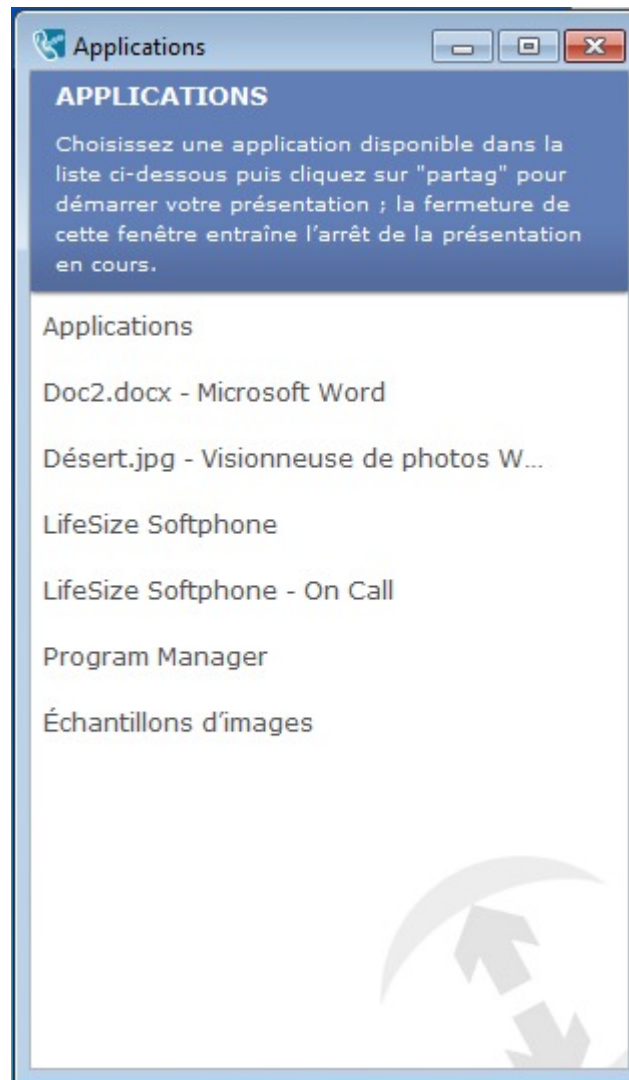 Applications
APPLICATIONS
Choisissez une application disponible dans la
liste ci-dessous puis cliquez sur "partag" pour
démarrer votre présentation ; la fermeture de
cette fenêtre entraîne l’arrêt de la présentation
en cours.
Applications
Doc2.docx - Microsoft Word
Désert.jpg - Visionneuse de photos W...
LifeSize Softphone
LifeSize Softphone - On Call
Program Manager
Échantillons d’images